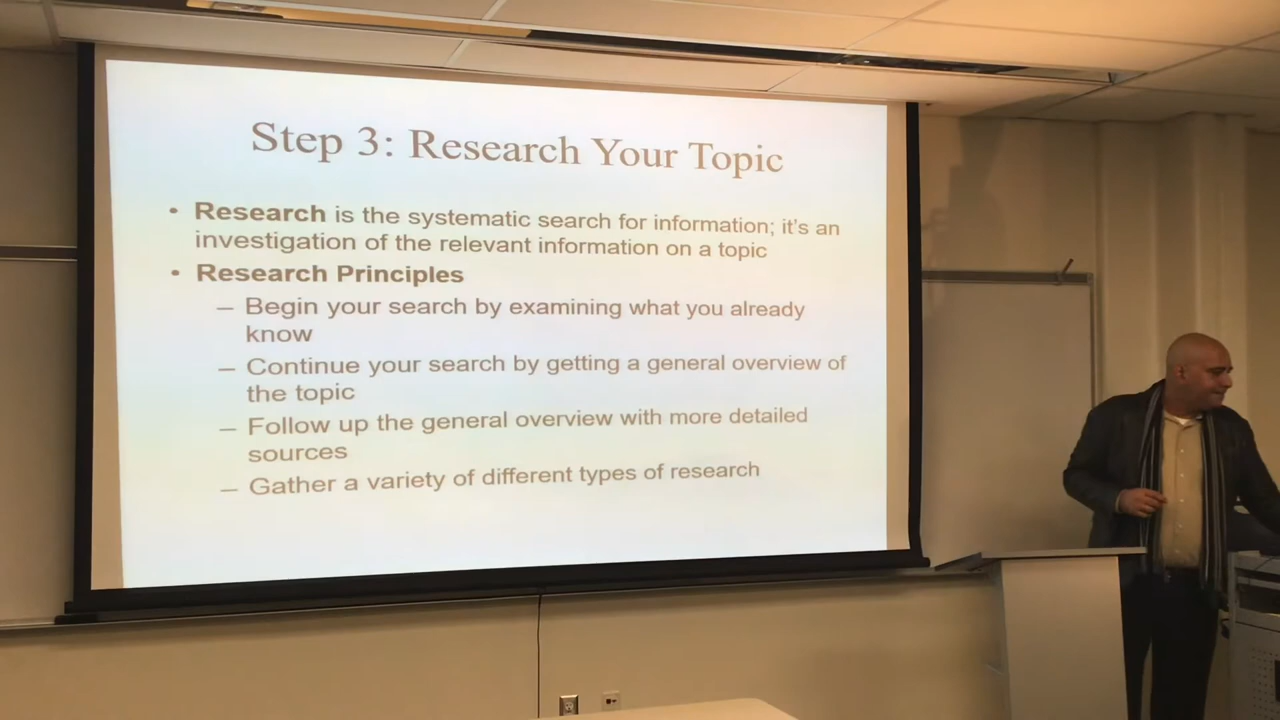 Step 3: Research Your Topic
• Research is the systematic search for information; it's an
investigation of the relevant information on a topic
• Research Principles
– Begin your search by examining what you already
know
– Continue your search by getting a general overview of
the topic
– Follow up the general overview with more detailed
sources
– Gather a variety of different types of research